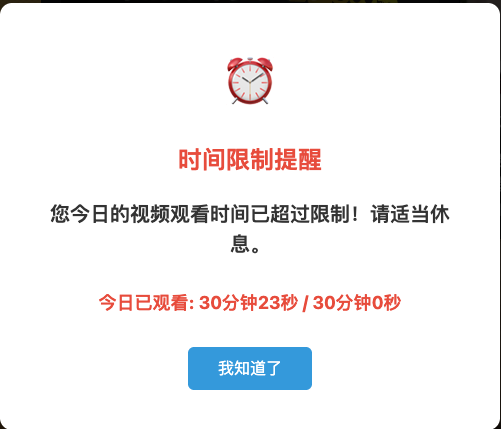 时间限制提醒
您今日的视频观看时间已超过限制！请适当休
息。
今日已观看: 30分钟23秒 / 30分钟0秒
我知道了